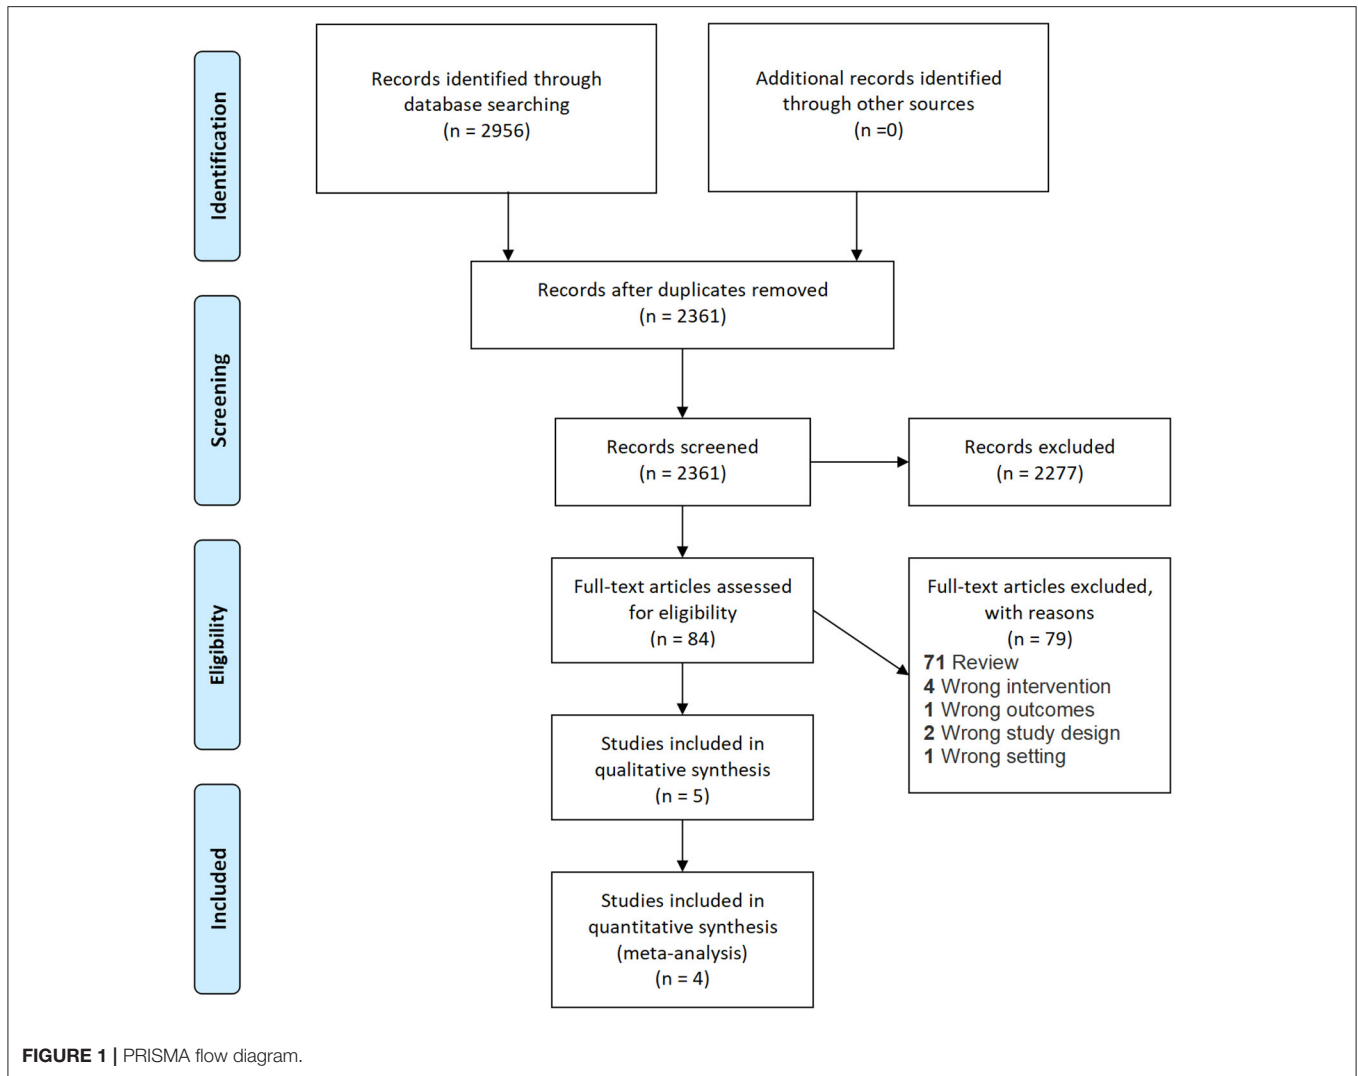 Identification
Records identified through
database searching
(n = 2956)
Additional records identified
through other sources
(n =0)
Records after duplicates removed
(n = 2361)
Screening
Records screened
(n = 2361)
Records excluded
(n = 2277)
Eligibility
Full-text articles assessed
for eligibility
(n = 84)
Full-text articles excluded,
with reasons
(n = 79)
71 Review
4 Wrong intervention
1 Wrong outcomes
2 Wrong study design
1 Wrong setting
Studies included in
qualitative synthesis
(n = 5)
Included
Studies included in
quantitative synthesis
(meta-analysis)
(n = 4)
FIGURE 1 | PRISMA flow diagram.